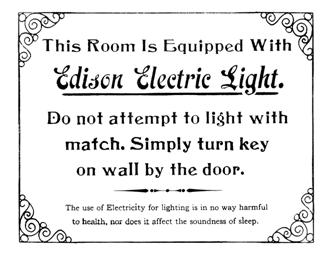 This Room Is Equipped With
Edison Electric Light.
Do not attempt to light with
match. Simply turn key
on wall by the door.
The use of Electricity for lighting is in no way harmful
to health, nor does it affect the soundness of sleep.